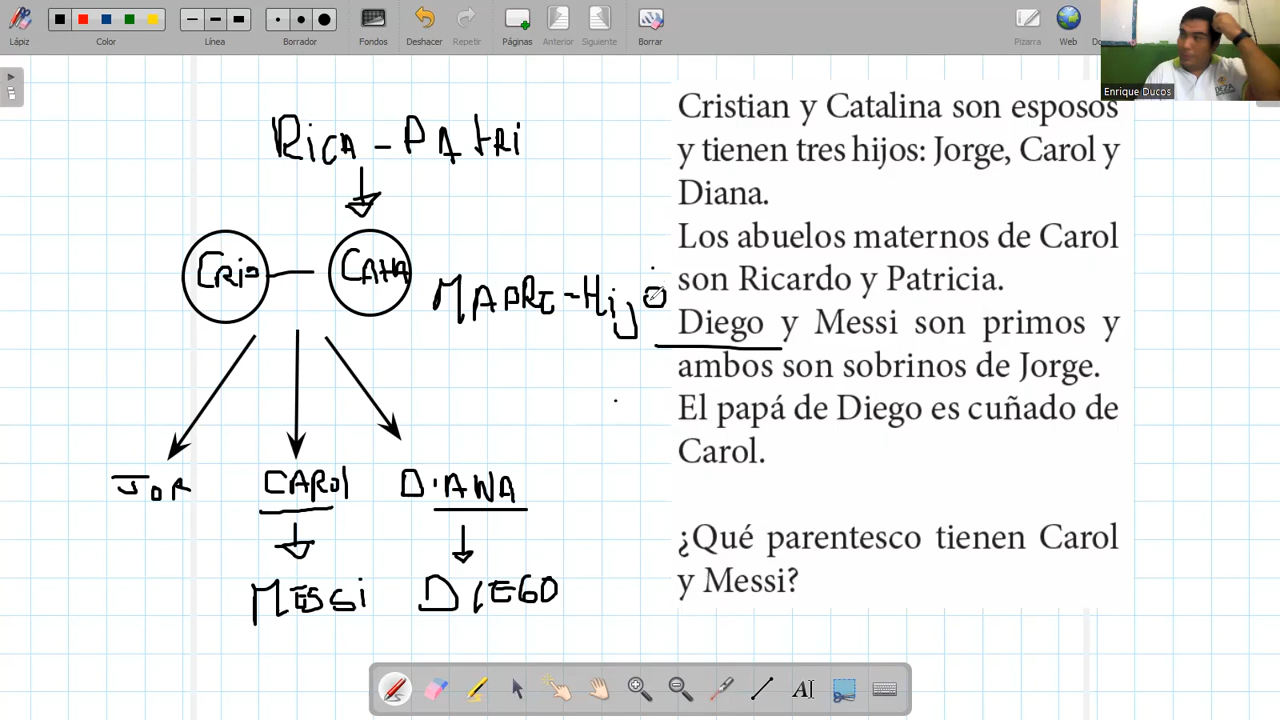 Lápiz
Color
Línea
Borrador
Fondos
Deshacer
Repetir
Páginas
Anterior
Siguiente
Borrar
Pizarra
Web
Enrique Ducos
RicA - PAtRi
CRiS
CAtA
MADRE - Hijo
JOR
CAROl
DiANA
MESSi
DIEGO
Cristian y Catalina son esposos
y tienen tres hijos: Jorge, Carol y
Diana.
Los abuelos maternos de Carol
son Ricardo y Patricia.
Diego y Messi son primos y
ambos son sobrinos de Jorge.
El papá de Diego es cuñado de
Carol.
¿Qué parentesco tienen Carol
y Messi?